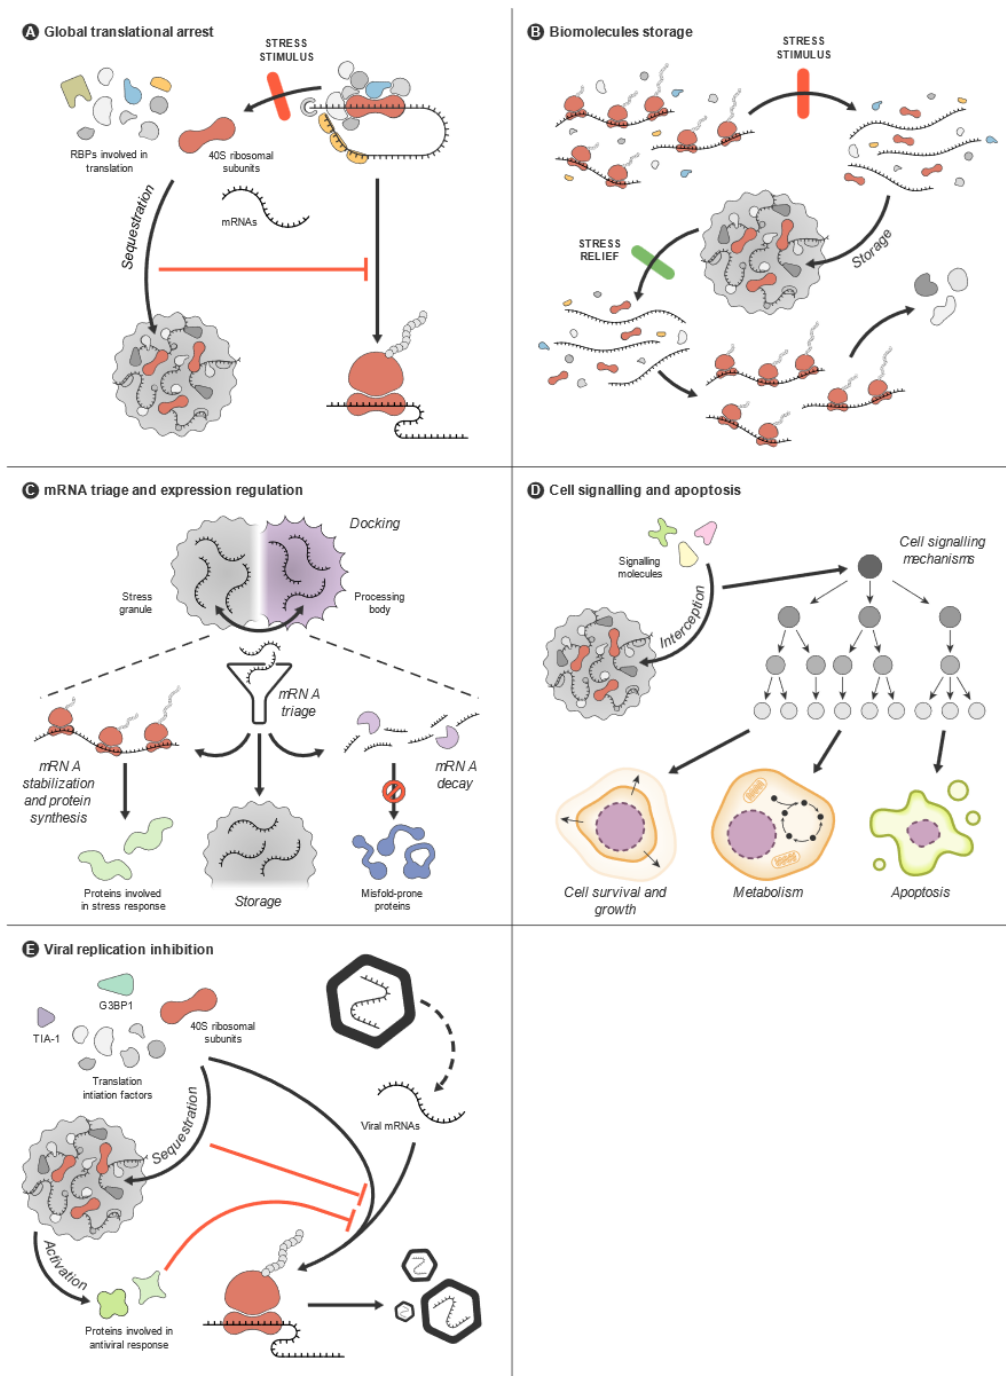 A Global translational arrest
STRESS
STIMULUS
RBPs involved in
translation
40S ribosomal
subunits
mRNAs
Sequestration
B Biomolecules storage
STRESS
STIMULUS
STRESS
RELIEF
Storage
C mRNA triage and expression regulation
Docking
Stress
granule
Processing
body
mRNA
triage
mRNA
stabilization
and protein
synthesis
mRNA
decay
Proteins involved
in stress response
Storage
Misfold-prone
proteins
D Cell signalling and apoptosis
Signalling
molecules
Cell signalling
mechanisms
Interception
Cell survival and
growth
Metabolism
Apoptosis
E Viral replication inhibition
G3BP1
TIA-1
40S ribosomal
subunits
Translation
intiation factors
Sequestration
Viral mRNAs
Activation
Proteins involved in
antiviral response